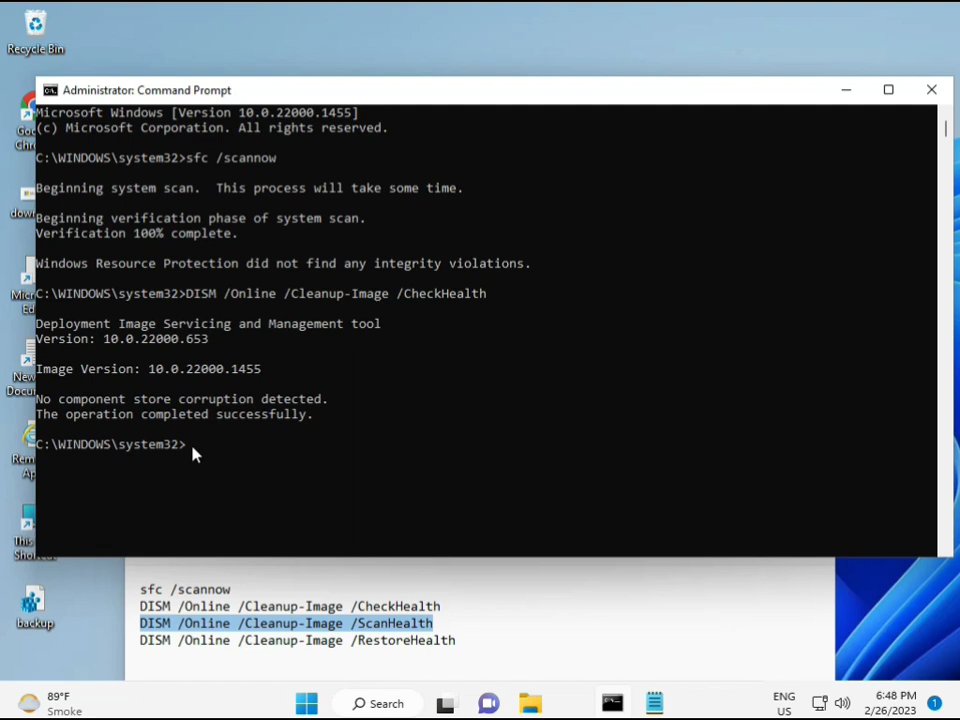 Recycle Bin
Administrator: Command Prompt
Microsoft Windows [Version 10.0.22000.1455]
(c) Microsoft Corporation. All rights reserved.
C:\WINDOWS\system32>sfc /scannow
Beginning system scan.  This process will take some time.
Beginning verification phase of system scan.
Verification 100% complete.
Windows Resource Protection did not find any integrity violations.
C:\WINDOWS\system32>DISM /Online /Cleanup-Image /CheckHealth
Deployment Image Servicing and Management tool
Version: 10.0.22000.653
Image Version: 10.0.22000.1455
No component store corruption detected.
The operation completed successfully.
C:\WINDOWS\system32>
sfc /scannow
DISM /Online /Cleanup-Image /CheckHealth
DISM /Online /Cleanup-Image /ScanHealth
DISM /Online /Cleanup-Image /RestoreHealth
backup
89°F
Smoke
Search
ENG
US
6:48 PM
2/26/2023
1